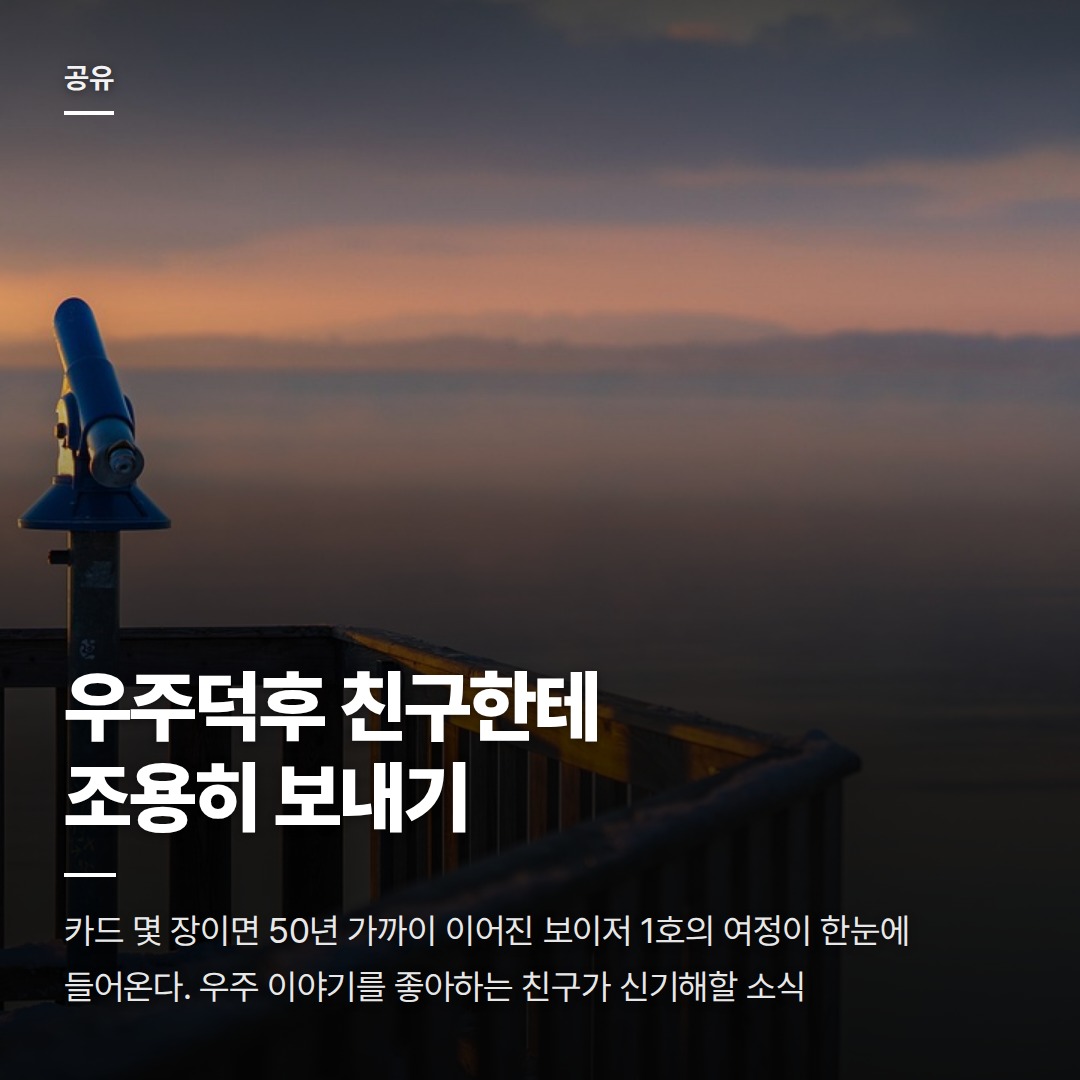 공유
우주덕후 친구한테
조용히 보내기
카드 몇 장이면 50년 가까이 이어진 보이저 1호의 여정이 한눈에
들어온다. 우주 이야기를 좋아하는 친구가 신기해할 소식